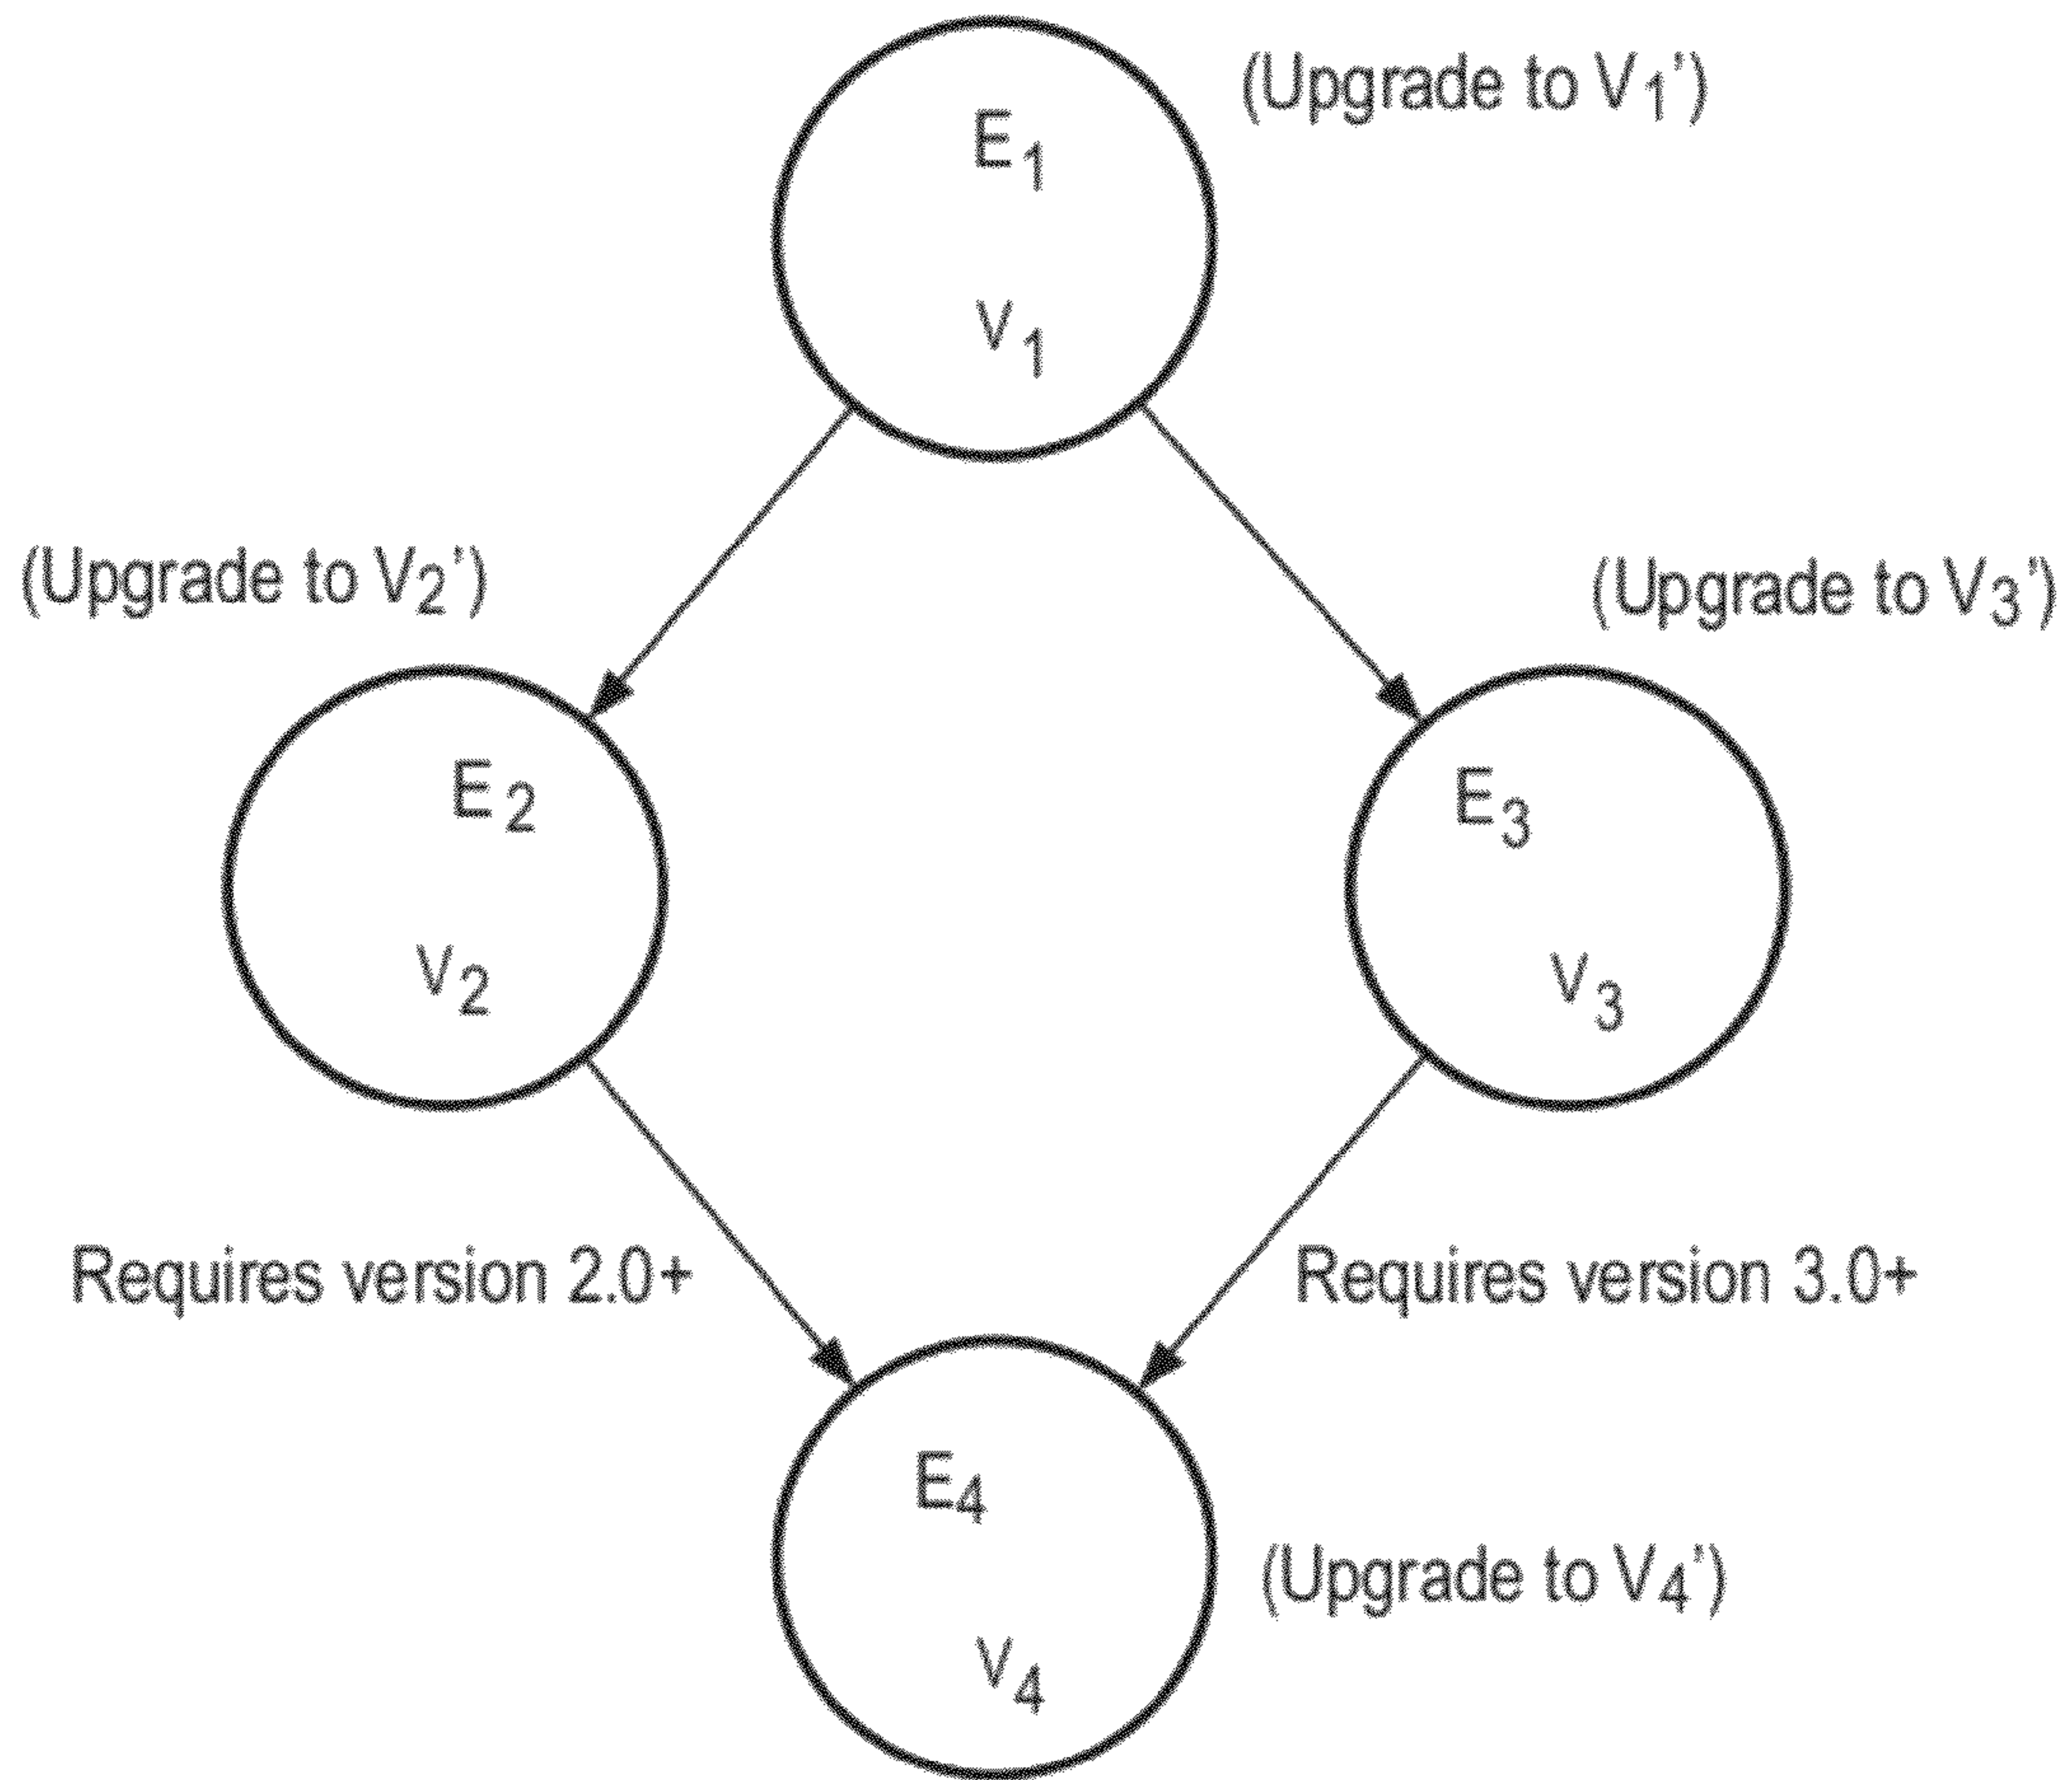 (Upgrade to V1')
E1
V1
(Upgrade to V2')
(Upgrade to V3')
E2
E3
V2
V3
Requires version 2.0+
Requires version 3.0+
E4
(Upgrade to V4')
V4